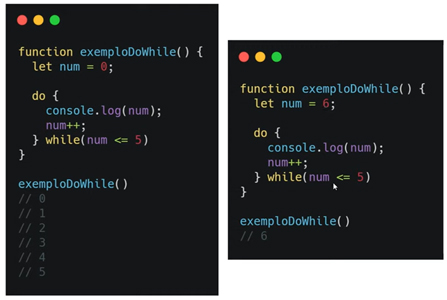 function exemploDoWhile() {
  let num = 0;
  do {
    console.log(num);
    num++;
  } while(num <= 5)
}
exemploDoWhile()
// 0
// 1
// 2
// 3
// 4
// 5
function exemploDoWhile() {
  let num = 6;
  do {
    console.log(num);
    num++;
  } while(num <= 5)
}
exemploDoWhile()
// 6